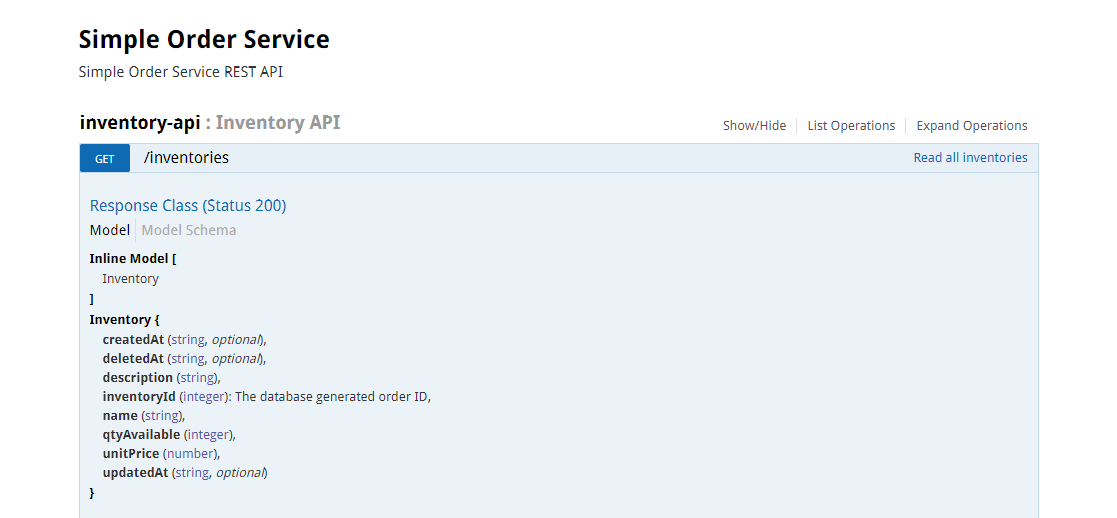 Simple Order Service
Simple Order Service REST API
inventory-api : Inventory API
Show/Hide
List Operations
Expand Operations
GET
/inventories
Read all inventories
Response Class (Status 200)
Model
Model Schema
Inline Model [
Inventory
]
Inventory {
createdAt (string, optional),
deletedAt (string, optional),
description (string),
inventoryId (integer): The database generated order ID,
name (string),
qtyAvailable (integer),
unitPrice (number),
updatedAt (string, optional)
}